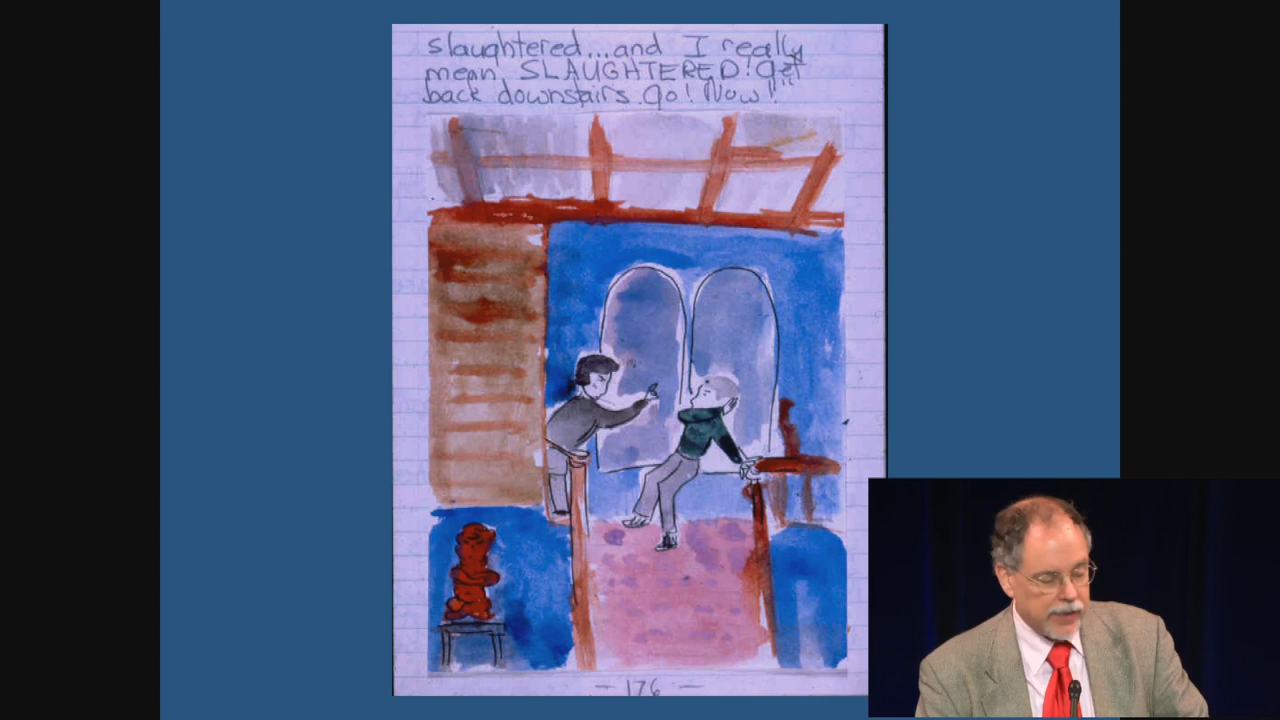 slaughtered...and I really
mean, SLAUGHTERED! Get
back downstairs. Go! Now!"
- 176 -